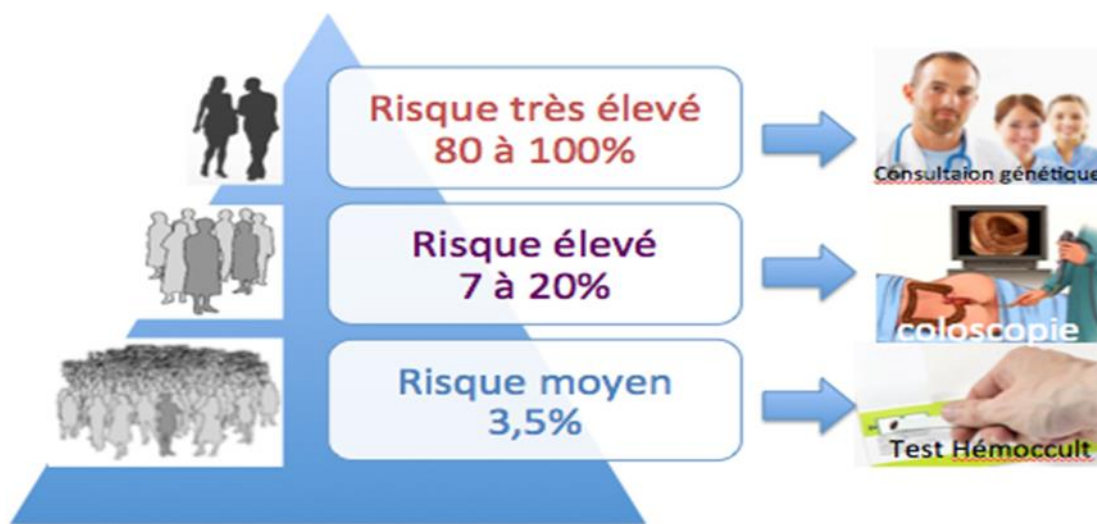 Risque très élevé
80 à 100%
Consultaion génétique
Risque élevé
7 à 20%
coloscopie
Risque moyen
3,5%
Test Hémoccult